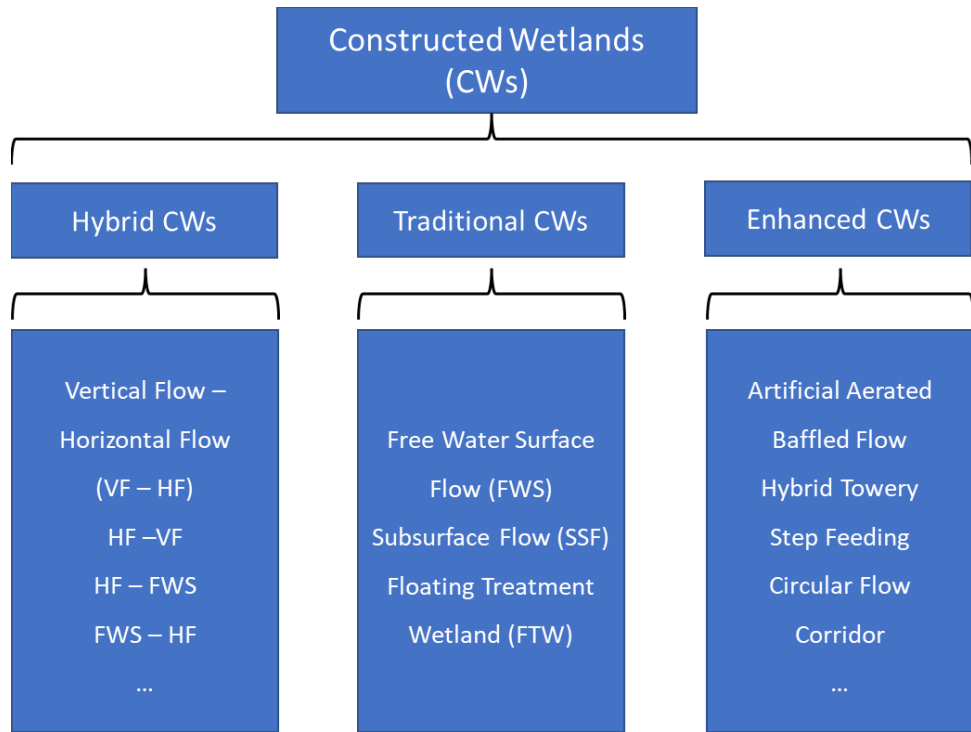 Constructed Wetlands
(CWs)
Hybrid CWs
Traditional CWs
Enhanced CWs
Vertical Flow –
Horizontal Flow
(VF – HF)
HF –VF
HF – FWS
FWS – HF
...
Free Water Surface
Flow (FWS)
Subsurface Flow (SSF)
Floating Treatment
Wetland (FTW)
Artificial Aerated
Baffled Flow
Hybrid Towery
Step Feeding
Circular Flow
Corridor
...